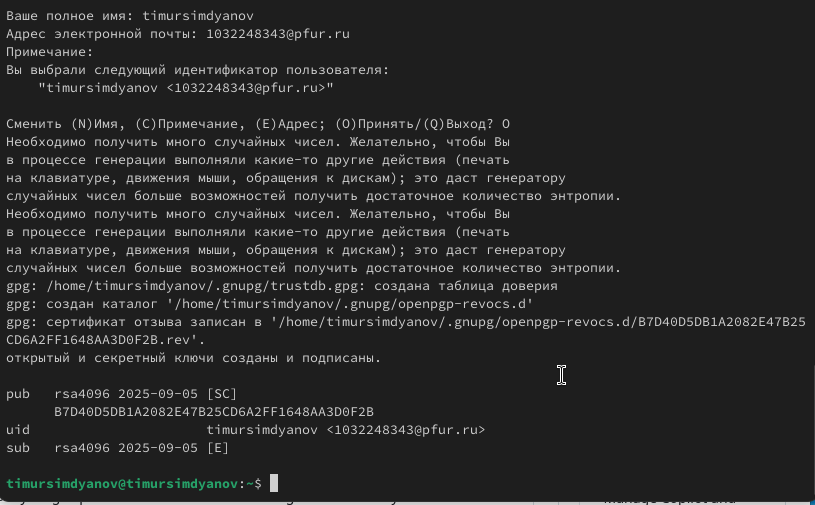 Ваше полное имя: timursimdyanov
Адрес электронной почты: 1032248343@pfur.ru
Примечание:
Вы выбрали следующий идентификатор пользователя:
    "timursimdyanov <1032248343@pfur.ru>"

Сменить (N)Имя, (C)Примечание, (E)Адрес; (O)Принять/(Q)Выход? O
Необходимо получить много случайных чисел. Желательно, чтобы Вы
в процессе генерации выполняли какие-то другие действия (печать
на клавиатуре, движения мыши, обращения к дискам); это даст генератору
случайных чисел больше возможностей получить достаточное количество энтропии.
Необходимо получить много случайных чисел. Желательно, чтобы Вы
в процессе генерации выполняли какие-то другие действия (печать
на клавиатуре, движения мыши, обращения к дискам); это даст генератору
случайных чисел больше возможностей получить достаточное количество энтропии.
gpg: /home/timursimdyanov/.gnupg/trustdb.gpg: создана таблица доверия
gpg: создан каталог '/home/timursimdyanov/.gnupg/openpgp-revocs.d'
gpg: сертификат отзыва записан в '/home/timursimdyanov/.gnupg/openpgp-revocs.d/B7D40D5DB1A2082E47B25
CD6A2FF1648AA3D0F2B.rev'.
открытый и секретный ключи созданы и подписаны.

pub   rsa4096 2025-09-05 [SC]
      B7D40D5DB1A2082E47B25CD6A2FF1648AA3D0F2B
uid                      timursimdyanov <1032248343@pfur.ru>
sub   rsa4096 2025-09-05 [E]

timursimdyanov@timursimdyanov:~$